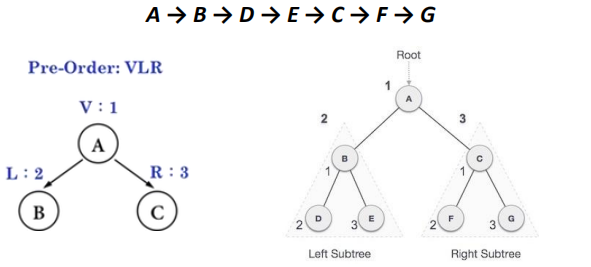 A → B → D → E → C → F → G
Pre-Order: VLR
V : 1
A
L : 2
R : 3
B
C
Root
1
A
2
3
B
C
1
1
D
E
F
G
2
3
2
3
Left Subtree
Right Subtree